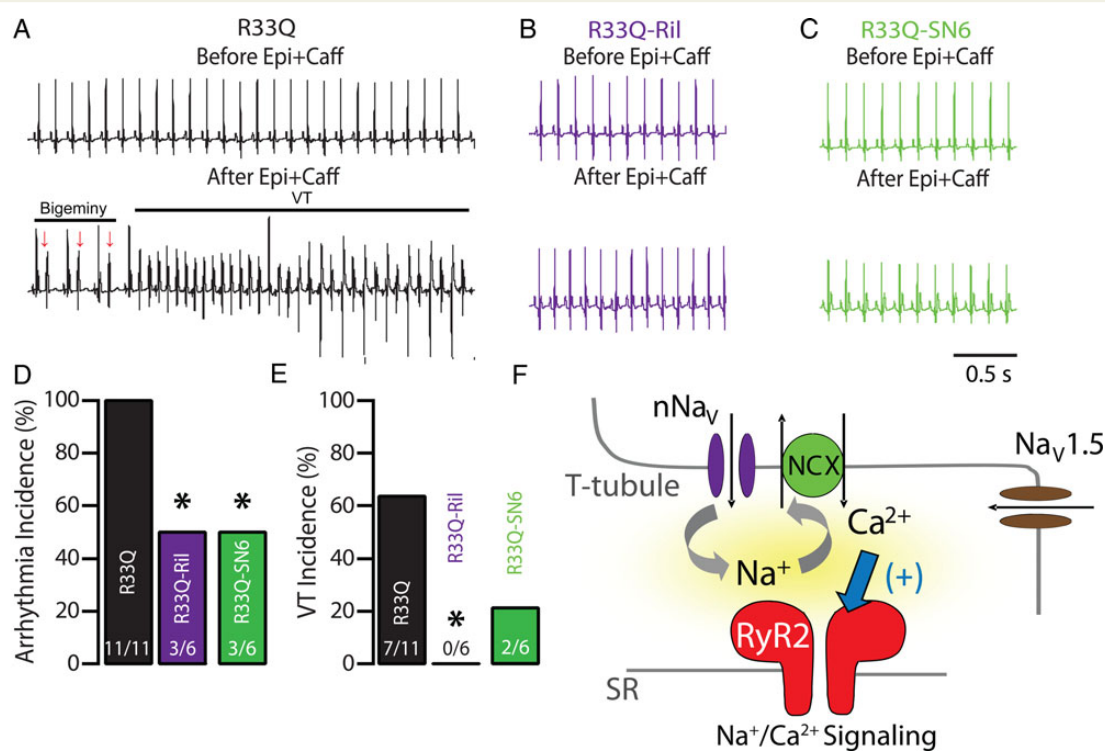 A
R33Q
Before Epi+Caff
After Epi+Caff
Bigeminy
VT
B
R33Q-Ril
Before Epi+Caff
After Epi+Caff
C
R33Q-SN6
Before Epi+Caff
After Epi+Caff
0.5 s
D
Arrhythmia Incidence (%)
100
80
60
40
20
0
R33Q
11/11
*
R33Q-Ril
3/6
*
R33Q-SN6
3/6
E
VT Incidence (%)
100
80
60
40
20
0
R33Q
7/11
R33Q-Ril
*
0/6
R33Q-SN6
2/6
F
nNaV
NCX
NaV1.5
T-tubule
Ca2+
Na+
(+)
RyR2
SR
Na+/Ca2+ Signaling